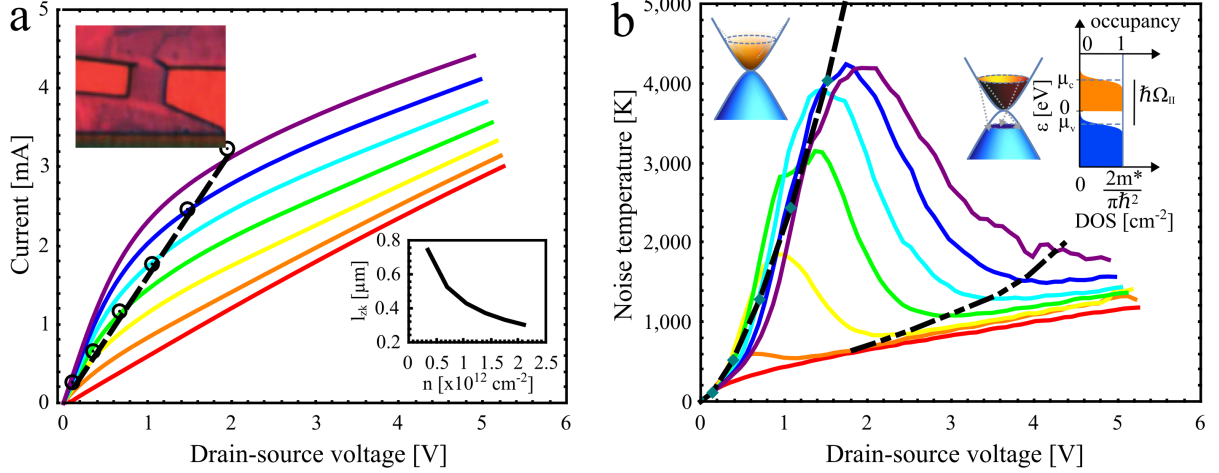 a
5
4
3
2
1
0
Current [mA]
0 1 2 3 4 5 6
Drain-source voltage [V]
0.8
0.6
0.4
0.2
l_zk [μm]
0 0.5 1 1.5 2 2.5
n [x10^12 cm^-2]
b
5,000
4,000
3,000
2,000
1,000
0,000
Noise temperature [K]
0 1 2 3 4 5 6
Drain-source voltage [V]
occupancy
0 1
μ_c
0
μ_v
ε [eV]
ħΩ_II
0 2m*/πħ²
DOS [cm^-2]